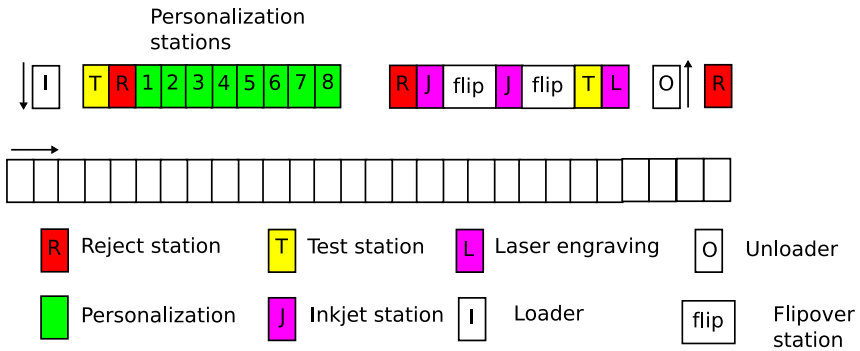 Personalization
stations
I T R 1 2 3 4 5 6 7 8 R J flip J flip T L O R
R Reject station T Test station L Laser engraving O Unloader
Personalization J Inkjet station I Loader flip Flipover
station